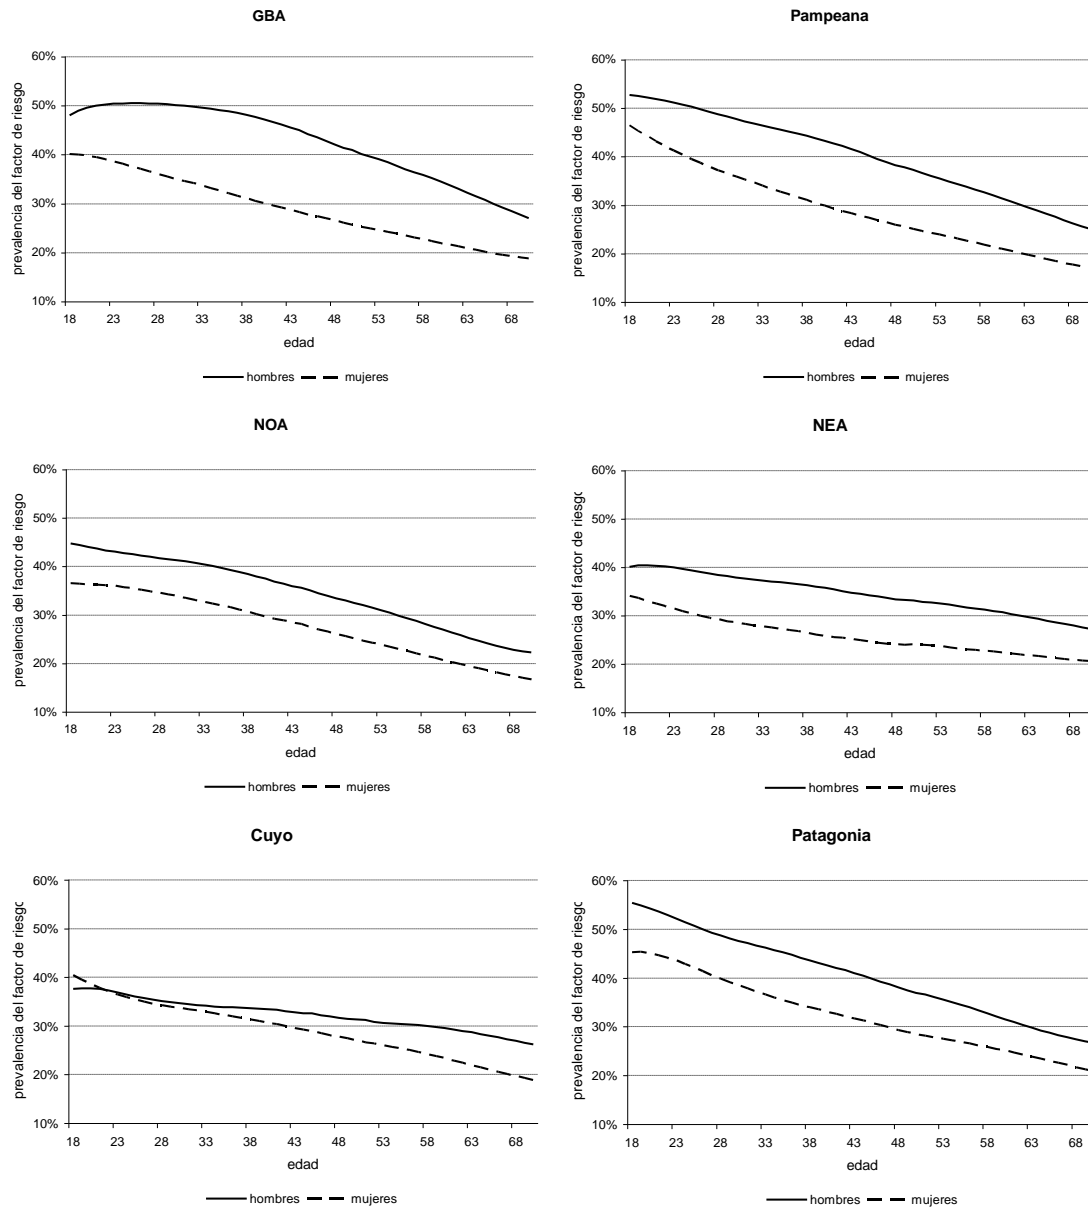 GBA
prevalencia del factor de riesgo
60%
50%
40%
30%
20%
10%
18 23 28 33 38 43 48 53 58 63 68
edad
hombres mujeres
Pampeana
prevalencia del factor de riesgo
60%
50%
40%
30%
20%
10%
18 23 28 33 38 43 48 53 58 63 68
edad
hombres mujeres
NOA
prevalencia del factor de riesgo
60%
50%
40%
30%
20%
10%
18 23 28 33 38 43 48 53 58 63 68
edad
hombres mujeres
NEA
prevalencia del factor de riesgo
60%
50%
40%
30%
20%
10%
18 23 28 33 38 43 48 53 58 63 68
edad
hombres mujeres
Cuyo
prevalencia del factor de riesgo
60%
50%
40%
30%
20%
10%
18 23 28 33 38 43 48 53 58 63 68
edad
hombres mujeres
Patagonia
prevalencia del factor de riesgo
60%
50%
40%
30%
20%
10%
18 23 28 33 38 43 48 53 58 63 68
edad
hombres mujeres